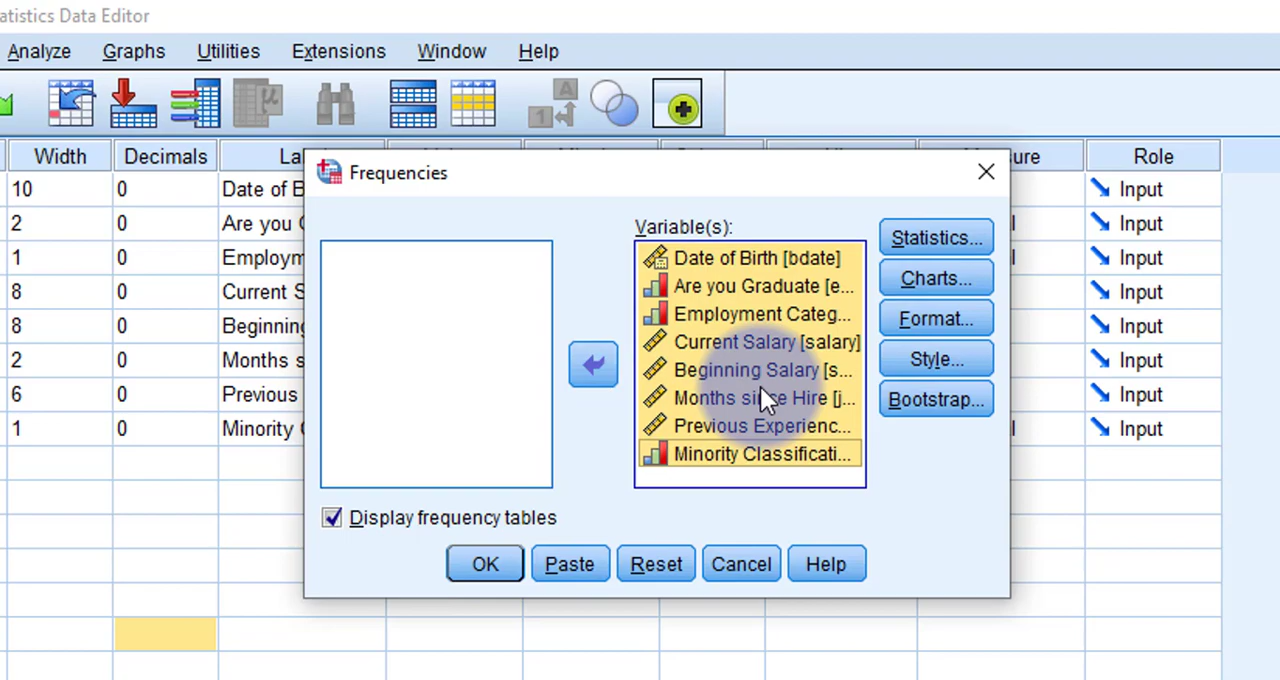 atistics Data Editor
Analyze Graphs Utilities Extensions Window Help
Width Decimals La ure Role
Frequencies
10 0 Date of B Input
2 0 Are you Input
1 0 Employm Input
8 0 Current S Input
8 0 Beginning Input
2 0 Months s Input
6 0 Previous Input
1 0 Minority Input
Variable(s):
Date of Birth [bdate]
Are you Graduate [e...
Employment Categ...
Current Salary [salary]
Beginning Salary [s...
Months since Hire [j...
Previous Experienc...
Minority Classificati...
Statistics...
Charts...
Format...
Style...
Bootstrap...
Display frequency tables
OK Paste Reset Cancel Help